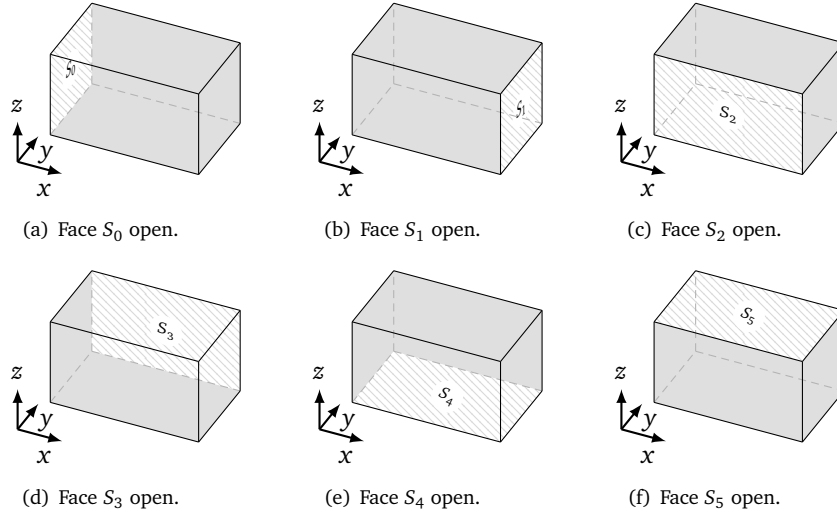 S₀
S₁
S₂
z
y
x
z
y
x
z
y
x
(a) Face S₀ open.
(b) Face S₁ open.
(c) Face S₂ open.
S₃
S₄
S₅
z
y
x
z
y
x
z
y
x
(d) Face S₃ open.
(e) Face S₄ open.
(f) Face S₅ open.